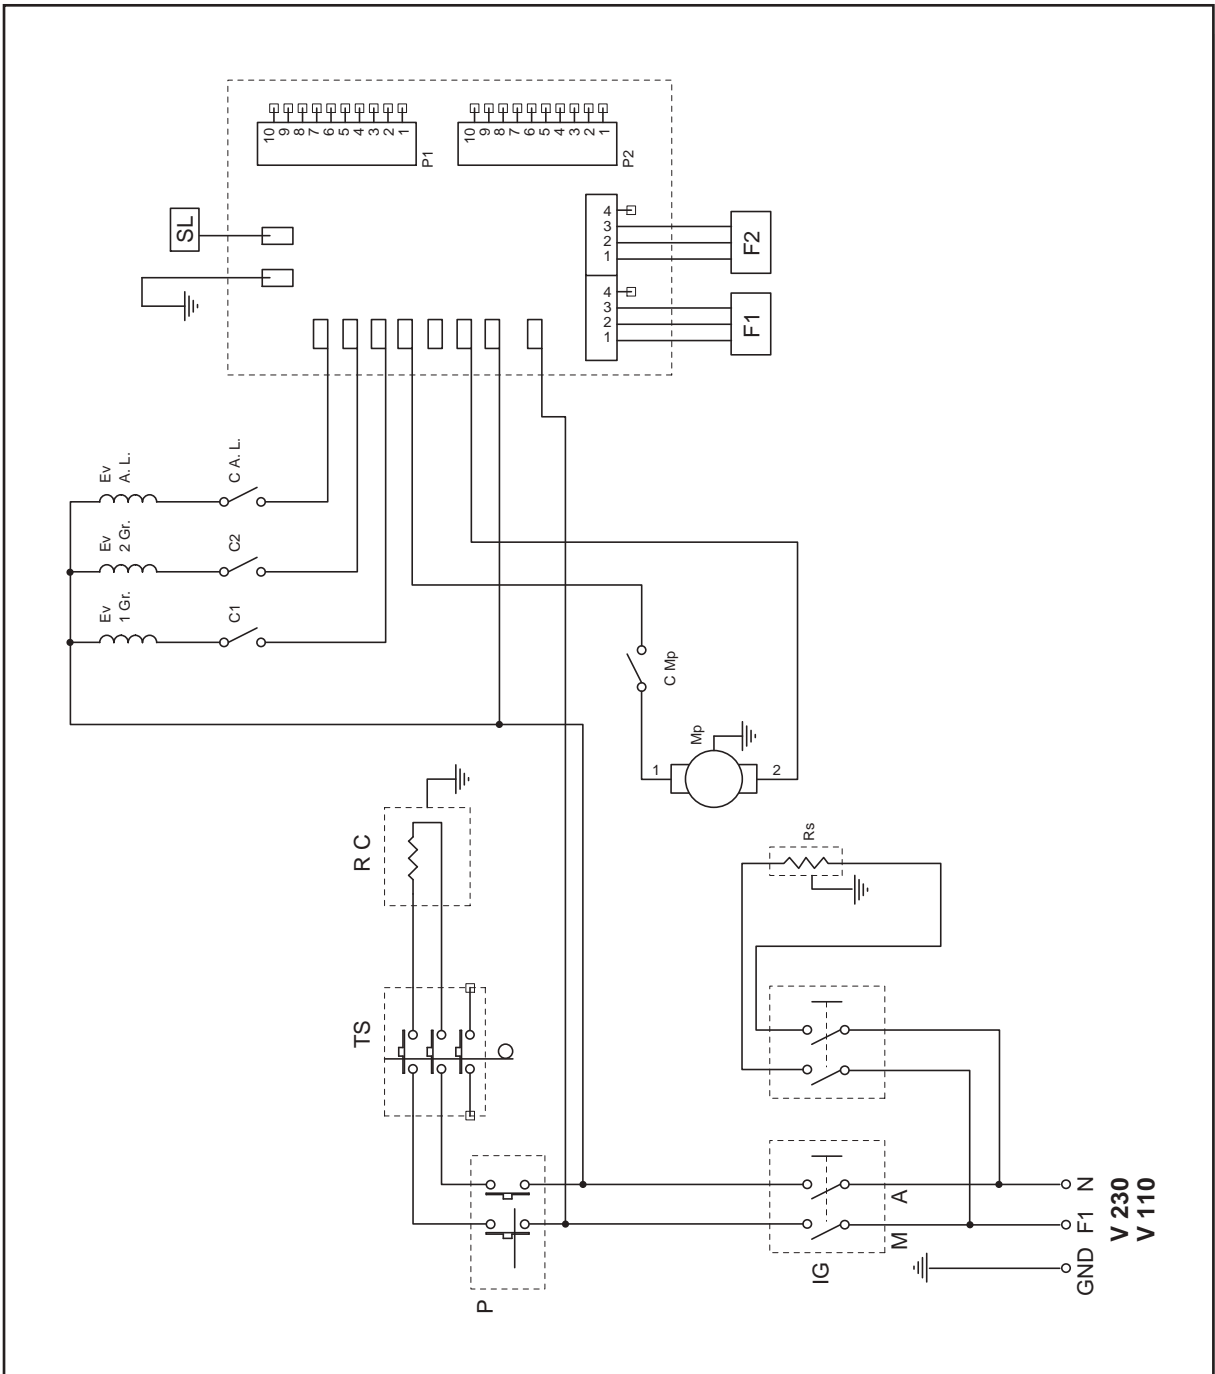 10 9 8 7 6 5 4 3 2 1
P1
10 9 8 7 6 5 4 3 2 1
P2
SL
4
3
2
1
F2
4
3
2
1
F1
Ev
A. L.
C A. L.
Ev
2 Gr.
C2
Ev
1 Gr.
C1
C Mp
Mp
1
2
R C
Rs
TS
P
IG
M
A
N
F1
GND
V 230
V 110